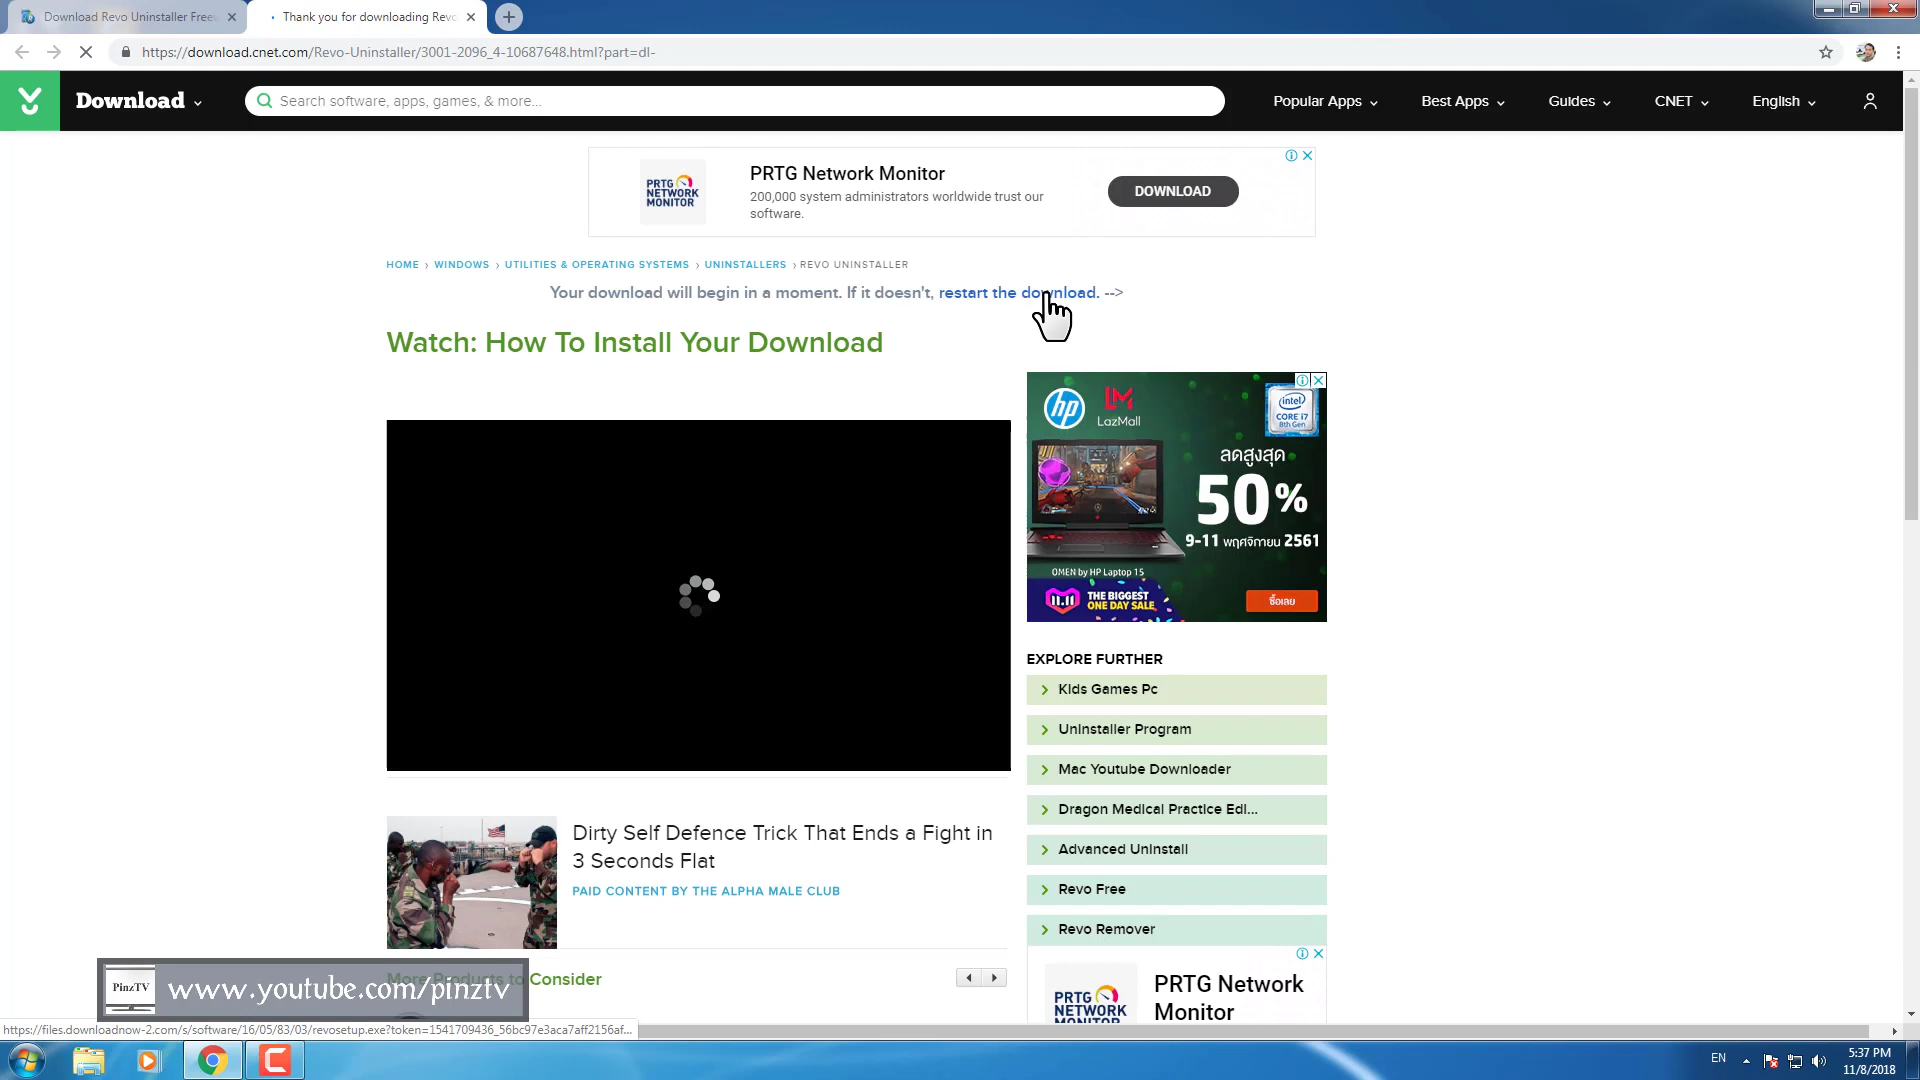 Download Revo Uninstaller Freew
Thank you for downloading Revo
https://download.cnet.com/Revo-Uninstaller/3001-2096_4-10687648.html?part=dl-
Download
Search software, apps, games, & more...
Popular Apps
Best Apps
Guides
CNET
English
PRTG NETWORK MONITOR
PRTG Network Monitor
200,000 system administrators worldwide trust our
software.
DOWNLOAD
HOME › WINDOWS › UTILITIES & OPERATING SYSTEMS › UNINSTALLERS › REVO UNINSTALLER
Your download will begin in a moment. If it doesn't, restart the download. -->
Watch: How To Install Your Download
hp
LM
LazMall
intel
CORE i7
8th Gen
ลดสูงสุด
50%
9-11 พฤศจิกายน 2561
OMEN by HP Laptop 15
11.11
THE BIGGEST
ONE DAY SALE
ซื้อเลย
EXPLORE FURTHER
Kids Games Pc
Uninstaller Program
Mac Youtube Downloader
Dragon Medical Practice Edi...
Advanced Uninstall
Revo Free
Revo Remover
Dirty Self Defence Trick That Ends a Fight in
3 Seconds Flat
PAID CONTENT BY THE ALPHA MALE CLUB
More Products to Consider
PRTG
NETWORK
MONITOR
PRTG Network
Monitor
PinzTV
www.youtube.com/pinztv
https://files.downloadnow-2.com/s/software/16/05/83/03/revosetup.exe?token=1541709436_56bc97e3aca7aff2156af...
EN
5:37 PM
11/8/2018